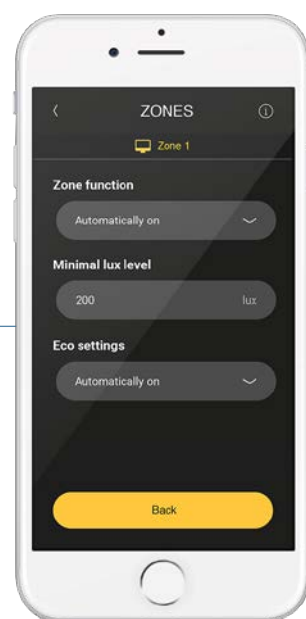 ZONES
Zone 1
Zone function
Automatically on
Minimal lux level
200 lux
Eco settings
Automatically on
Back